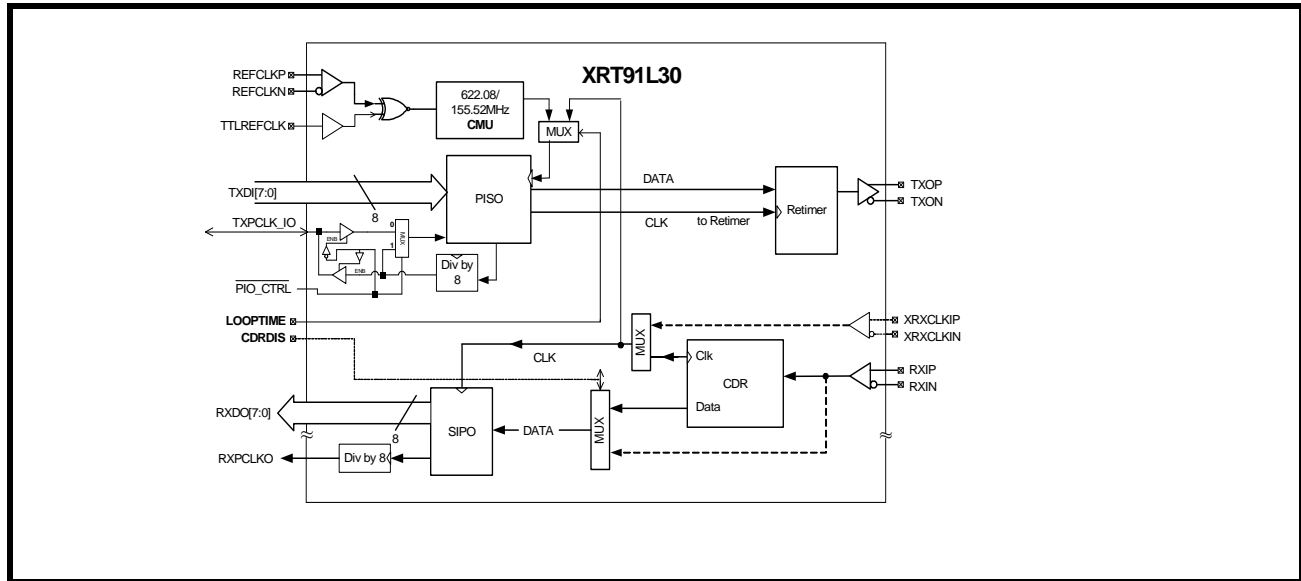 XRT91L30
REFCLKP
REFCLKN
TTLREFCLK
622.08/
155.52MHz
CMU
MUX
TXDI[7:0]
8
PISO
DATA
CLK
to Retimer
Retimer
TXOP
TXON
TXPCLK_IO
ENB
0
1
MUX
ENB
Div by
8
PIO_CTRL
LOOPTIME
CDRDIS
XRXCLKIP
XRXCLKIN
MUX
CLK
Clk
CDR
Data
RXIP
RXIN
RXDO[7:0]
8
SIPO
DATA
MUX
RXPCLKO
Div by 8